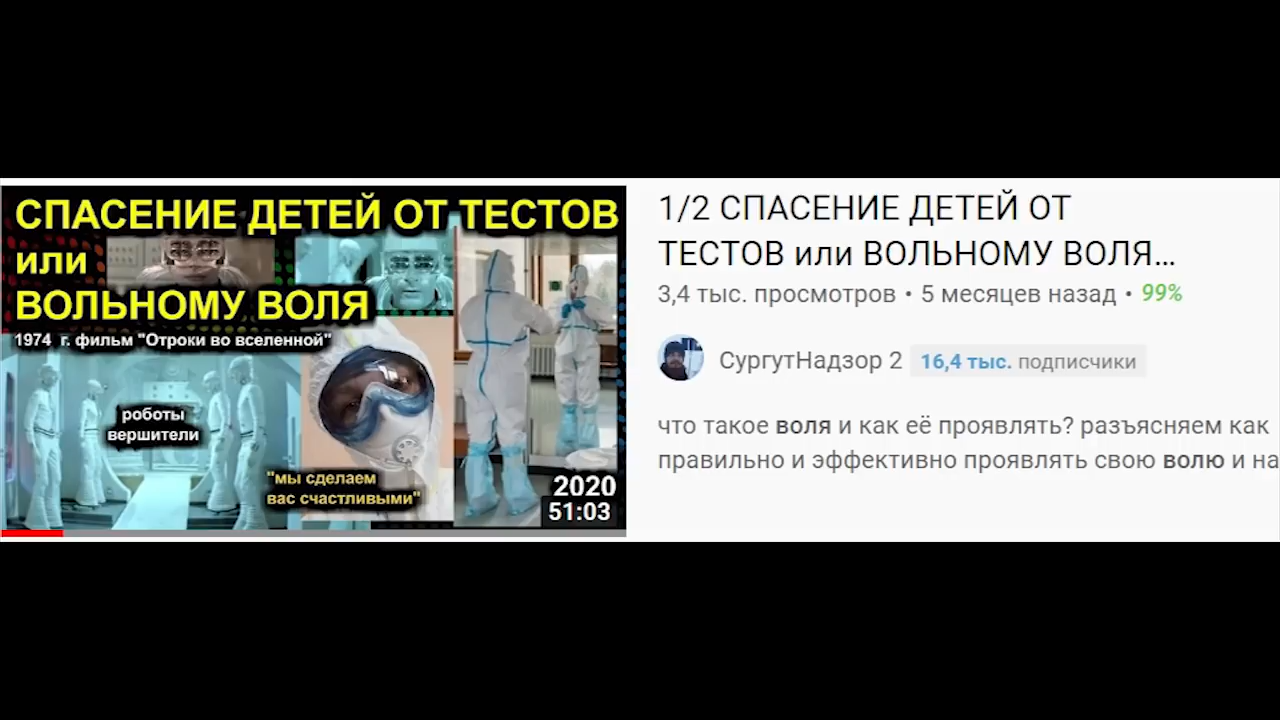 СПАСЕНИЕ ДЕТЕЙ ОТ ТЕСТОВ
или
ВОЛЬНОМУ ВОЛЯ
1974 г. фильм "Отроки во вселенной"
роботы
вершители
"мы сделаем
вас счастливыми"
2020
51:03
1/2 СПАСЕНИЕ ДЕТЕЙ ОТ
ТЕСТОВ или ВОЛЬНОМУ ВОЛЯ...
3,4 тыс. просмотров • 5 месяцев назад • 99%
СургутНадзор 2 16,4 тыс. подписчики
что такое воля и как её проявлять? разъясняем как
правильно и эффективно проявлять свою волю и на